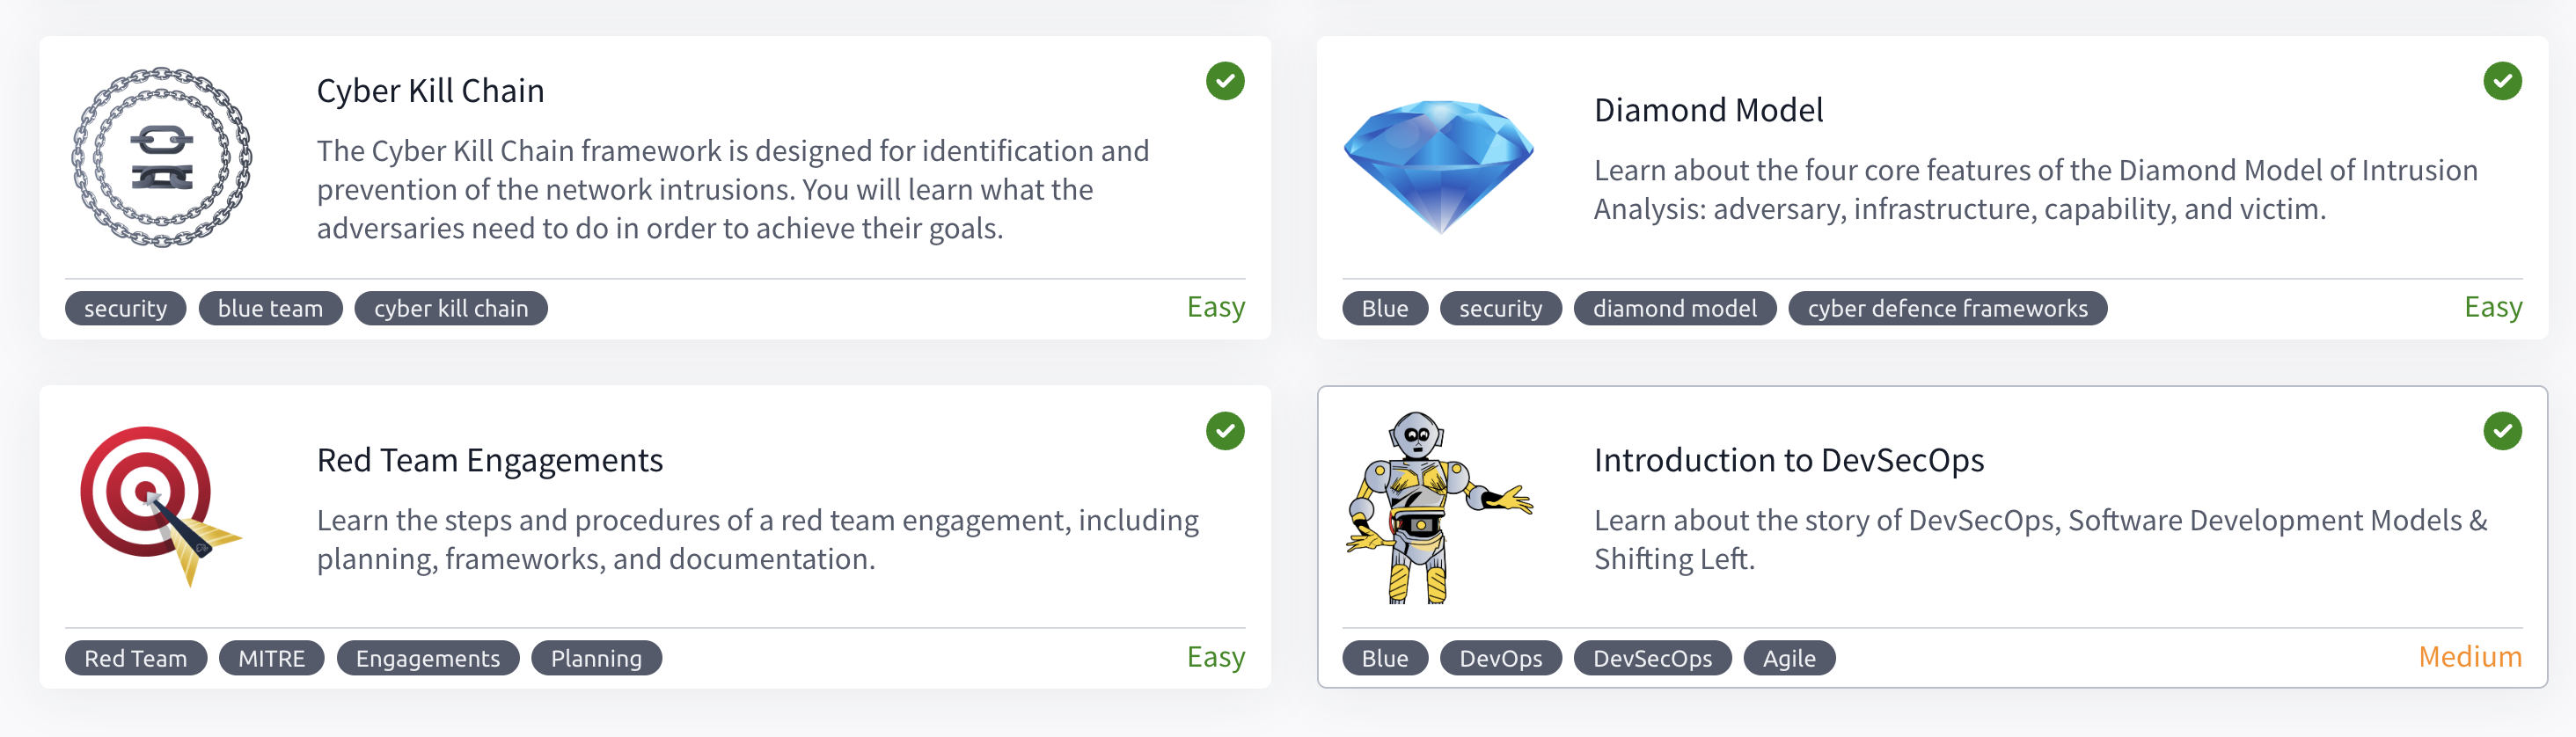 Cyber Kill Chain
The Cyber Kill Chain framework is designed for identification and
prevention of the network intrusions. You will learn what the
adversaries need to do in order to achieve their goals.
security blue team cyber kill chain Easy
Diamond Model
Learn about the four core features of the Diamond Model of Intrusion
Analysis: adversary, infrastructure, capability, and victim.
Blue security diamond model cyber defence frameworks Easy
Red Team Engagements
Learn the steps and procedures of a red team engagement, including
planning, frameworks, and documentation.
Red Team MITRE Engagements Planning Easy
Introduction to DevSecOps
Learn about the story of DevSecOps, Software Development Models &
Shifting Left.
Blue DevOps DevSecOps Agile Medium